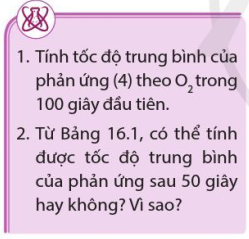 1. Tính tốc độ trung bình của
phản ứng (4) theo O₂ trong
100 giây đầu tiên.
2. Từ Bảng 16.1, có thể tính
được tốc độ trung bình
của phản ứng sau 50 giây
hay không? Vì sao?